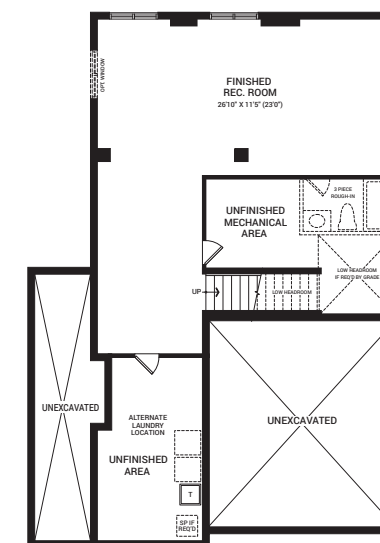 OPT. WINDOW
FINISHED
REC. ROOM
26'10" X 11'5" (23'0")
3 PIECE
ROUGH-IN
UNFINISHED
MECHANICAL
AREA
LOW HEADROOM
IF REQ'D BY GRADE
UP
LOW HEADROOM
UNEXCAVATED
ALTERNATE
LAUNDRY
LOCATION
UNEXCAVATED
UNFINISHED
AREA
T
SP IF
REQ'D